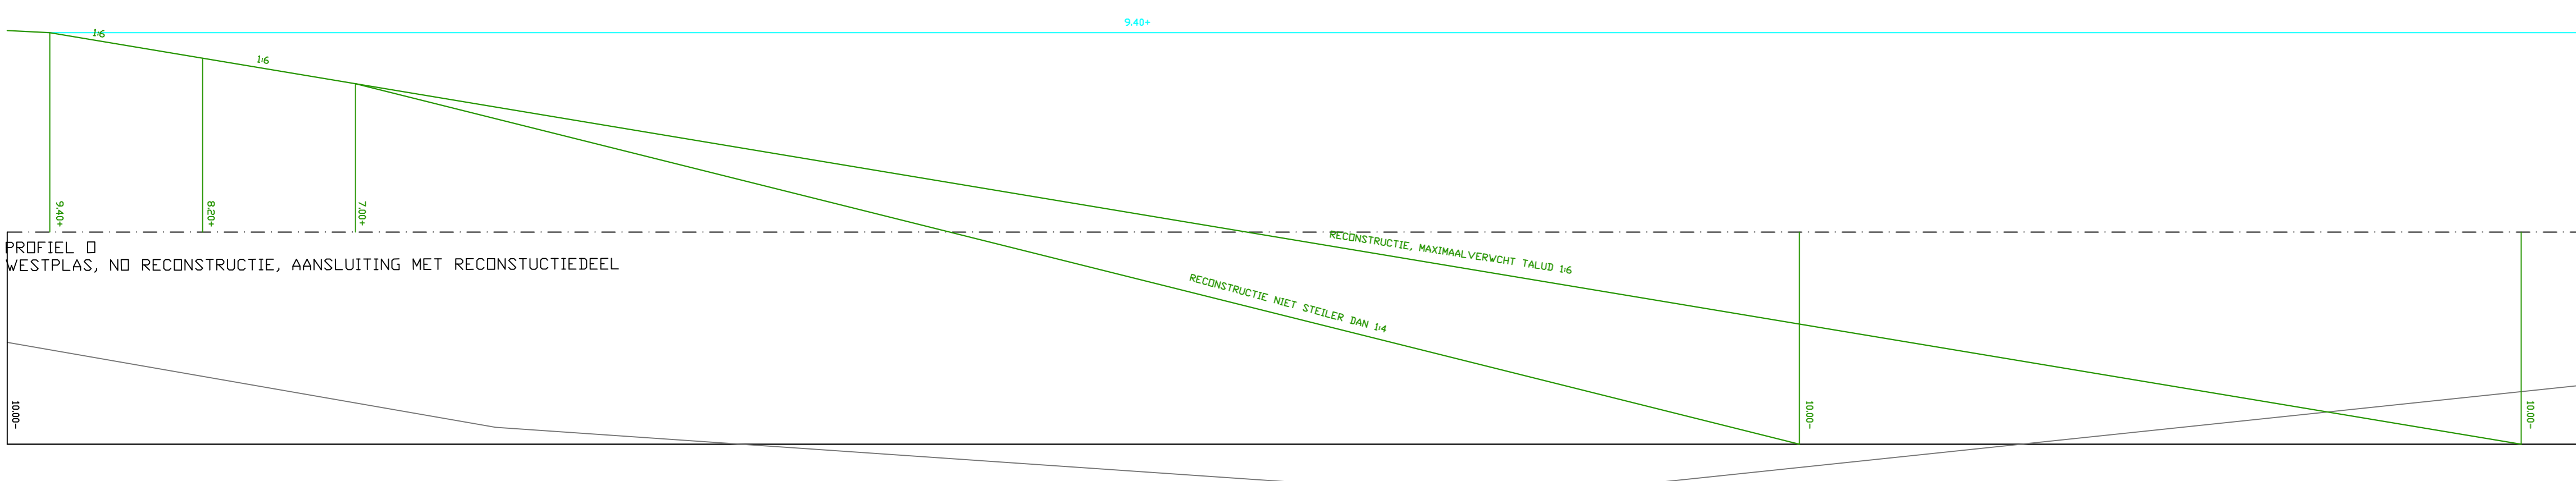 9.40+
1:6
1:6
9.40+
8.20+
7.00+
PROFIEL O
WESTPLAS, NO RECONSTRUCTIE, AANSLUITING MET RECONSTUCTIEDEEL
RECONSTRUCTIE, MAXIMAALVERWCHT TALUD 1:6
RECONSTRUCTIE NIET STEILER DAN 1:4
10.00-
10.00-
10.00-